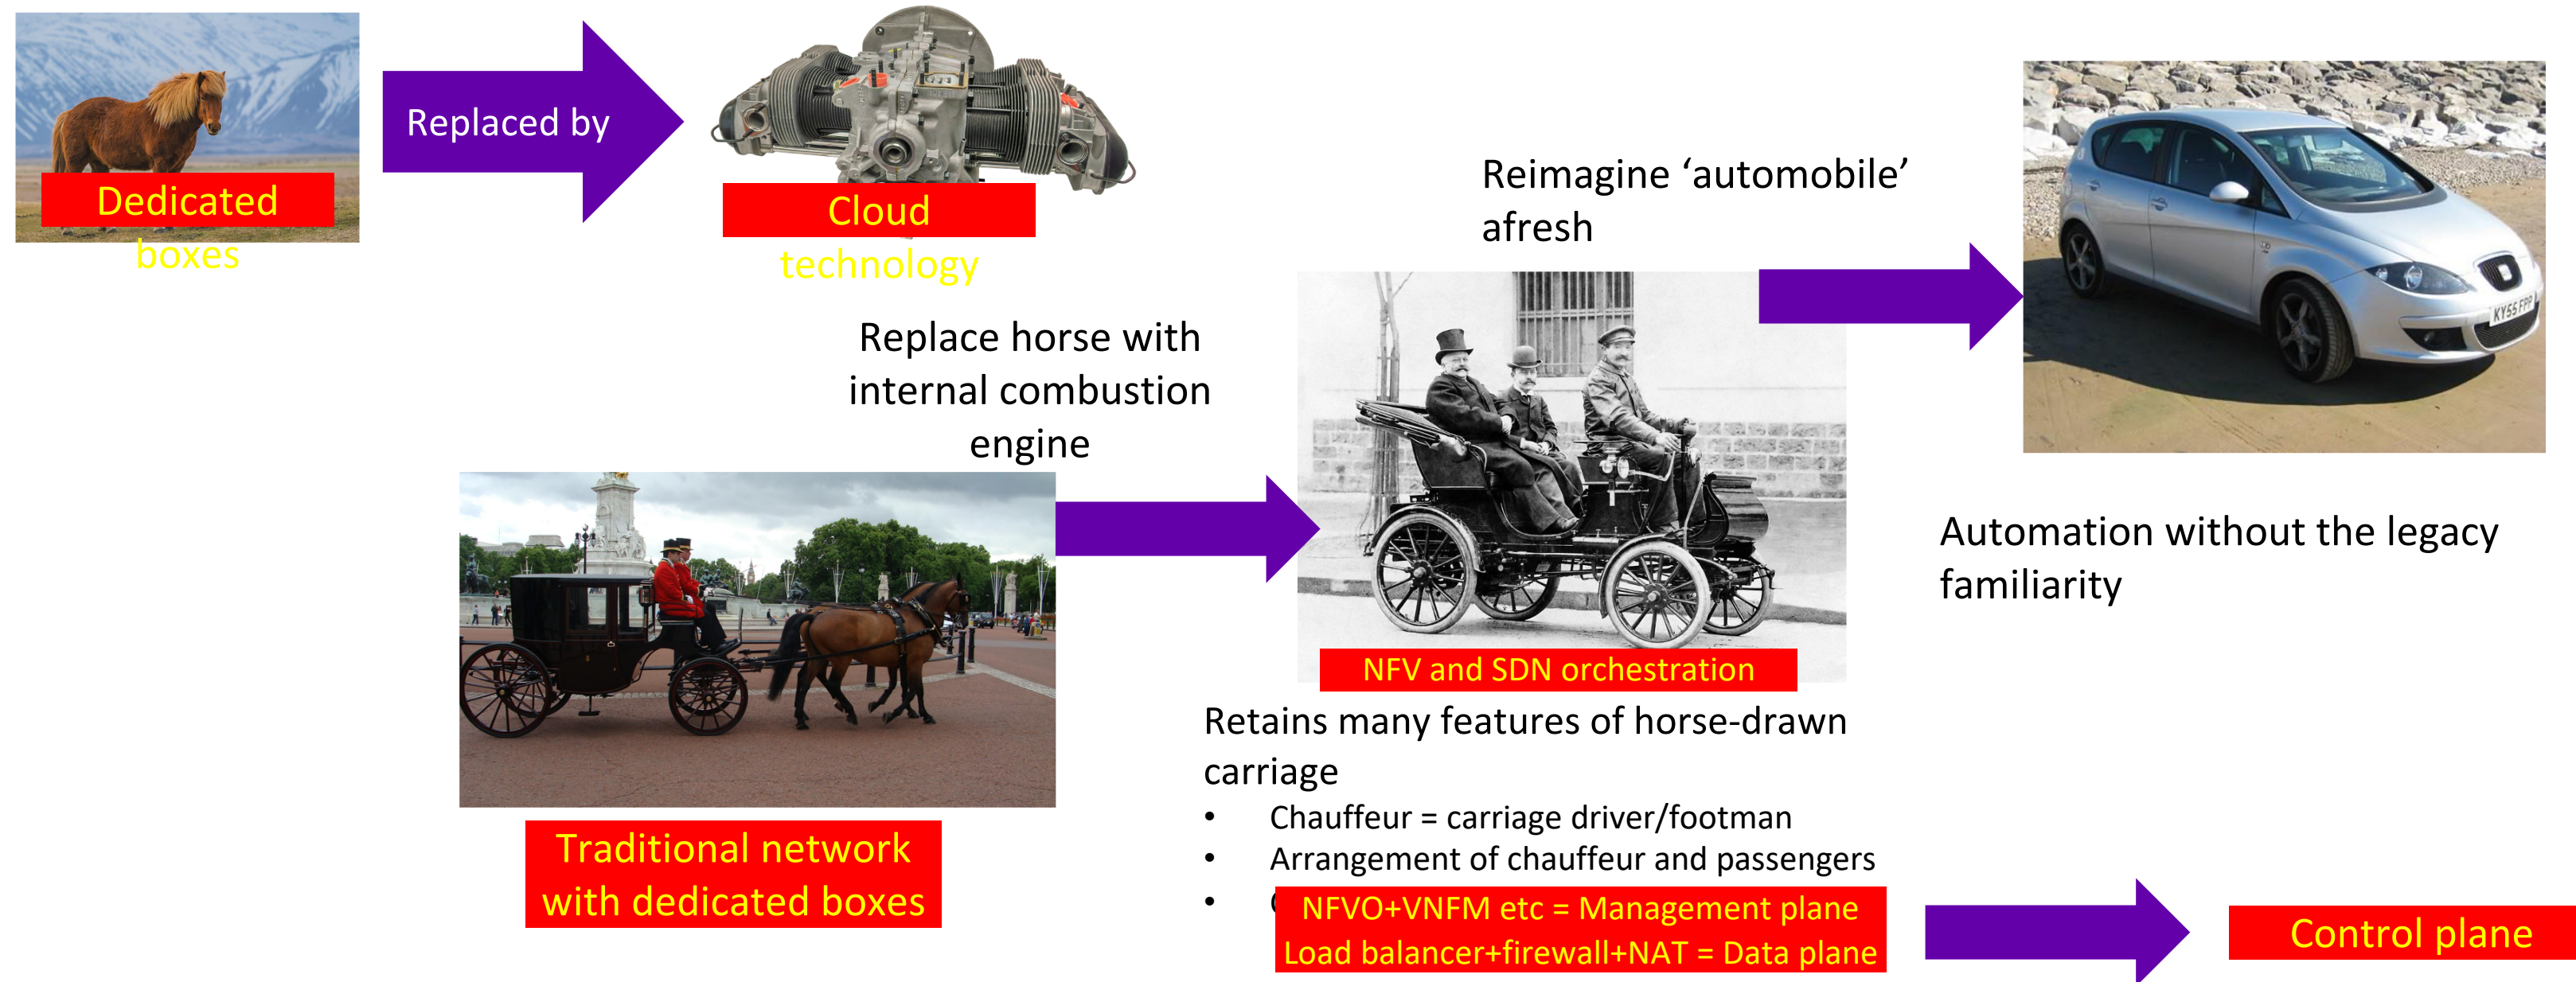 Dedicated
boxes
Replaced by
Cloud
technology
Reimagine ‘automobile’
afresh
KY55 FPP
Replace horse with
internal combustion
engine
Automation without the legacy
familiarity
NFV and SDN orchestration
Retains many features of horse-drawn
carriage
• Chauffeur = carriage driver/footman
• Arrangement of chauffeur and passengers
•
Traditional network
with dedicated boxes
NFVO+VNFM etc = Management plane
Load balancer+firewall+NAT = Data plane
Control plane